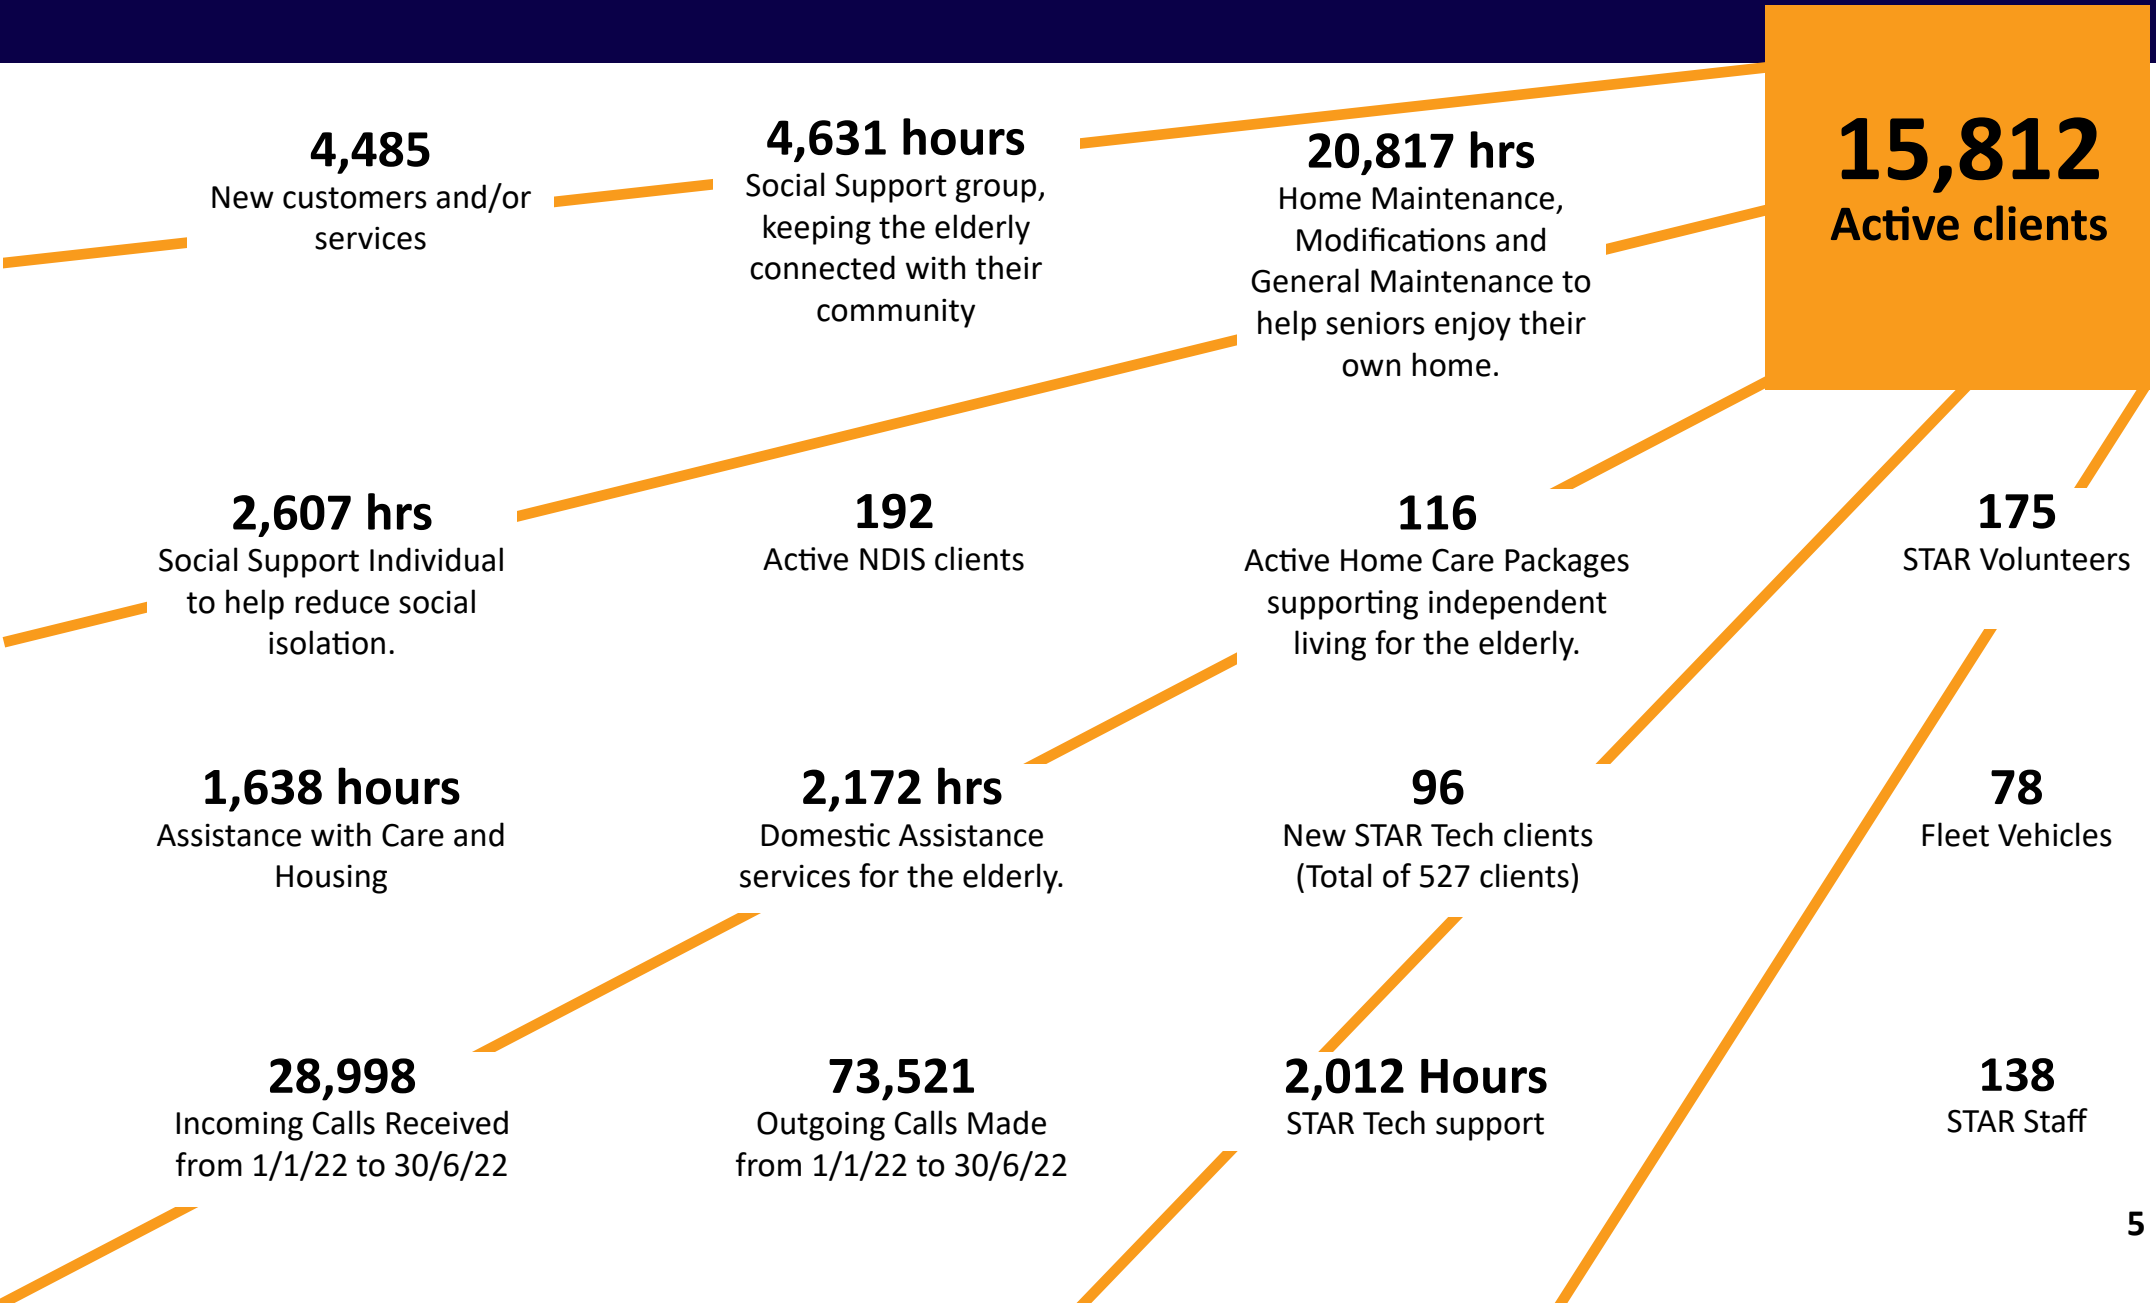 4,485
New customers and/or
services
4,631 hours
Social Support group,
keeping the elderly
connected with their
community
20,817 hrs
Home Maintenance,
Modifications and
General Maintenance to
help seniors enjoy their
own home.
15,812
Active clients
2,607 hrs
Social Support Individual
to help reduce social
isolation.
192
Active NDIS clients
116
Active Home Care Packages
supporting independent
living for the elderly.
175
STAR Volunteers
1,638 hours
Assistance with Care and
Housing
2,172 hrs
Domestic Assistance
services for the elderly.
96
New STAR Tech clients
(Total of 527 clients)
78
Fleet Vehicles
28,998
Incoming Calls Received
from 1/1/22 to 30/6/22
73,521
Outgoing Calls Made
from 1/1/22 to 30/6/22
2,012 Hours
STAR Tech support
138
STAR Staff
5